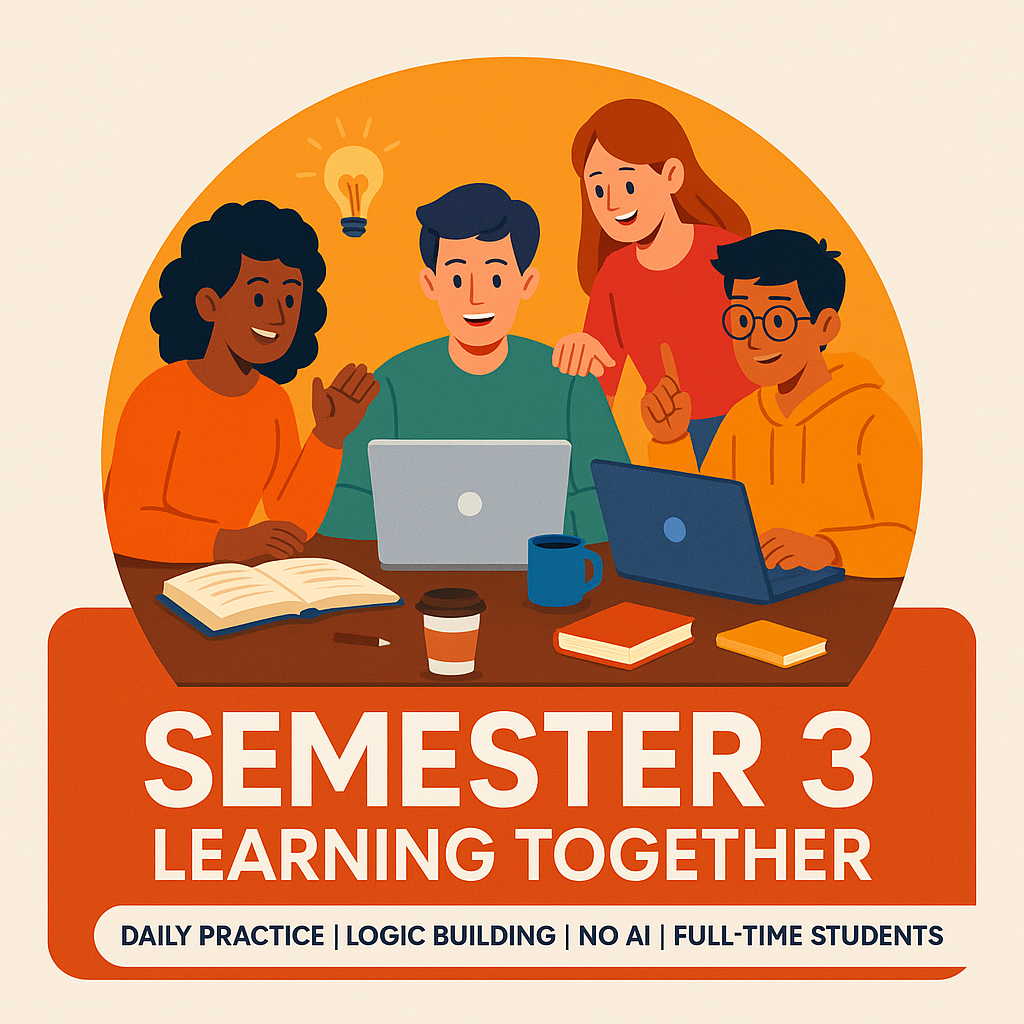 SEMESTER 3
LEARNING TOGETHER
DAILY PRACTICE | LOGIC BUILDING | NO AI | FULL-TIME STUDENTS